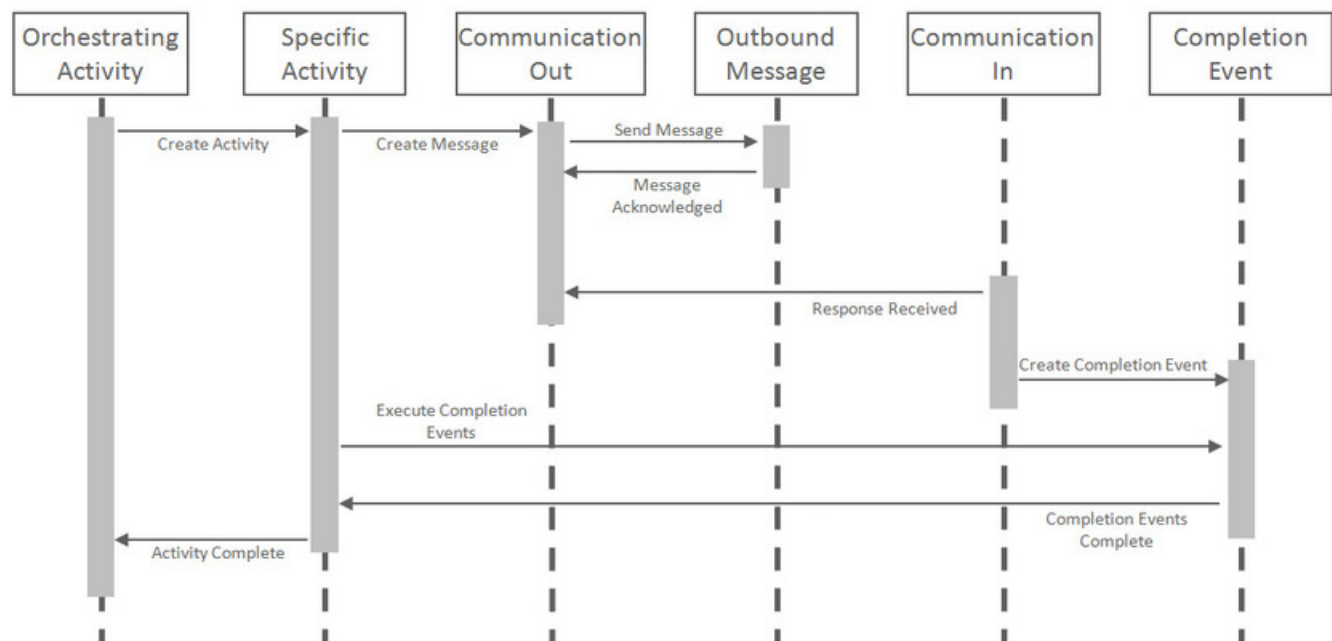 Orchestrating
Activity
Specific
Activity
Communication
Out
Outbound
Message
Communication
In
Completion
Event
Create Activity
Create Message
Send Message
Message
Acknowledged
Response Received
Create Completion Event
Execute Completion
Events
Completion Events
Complete
Activity Complete